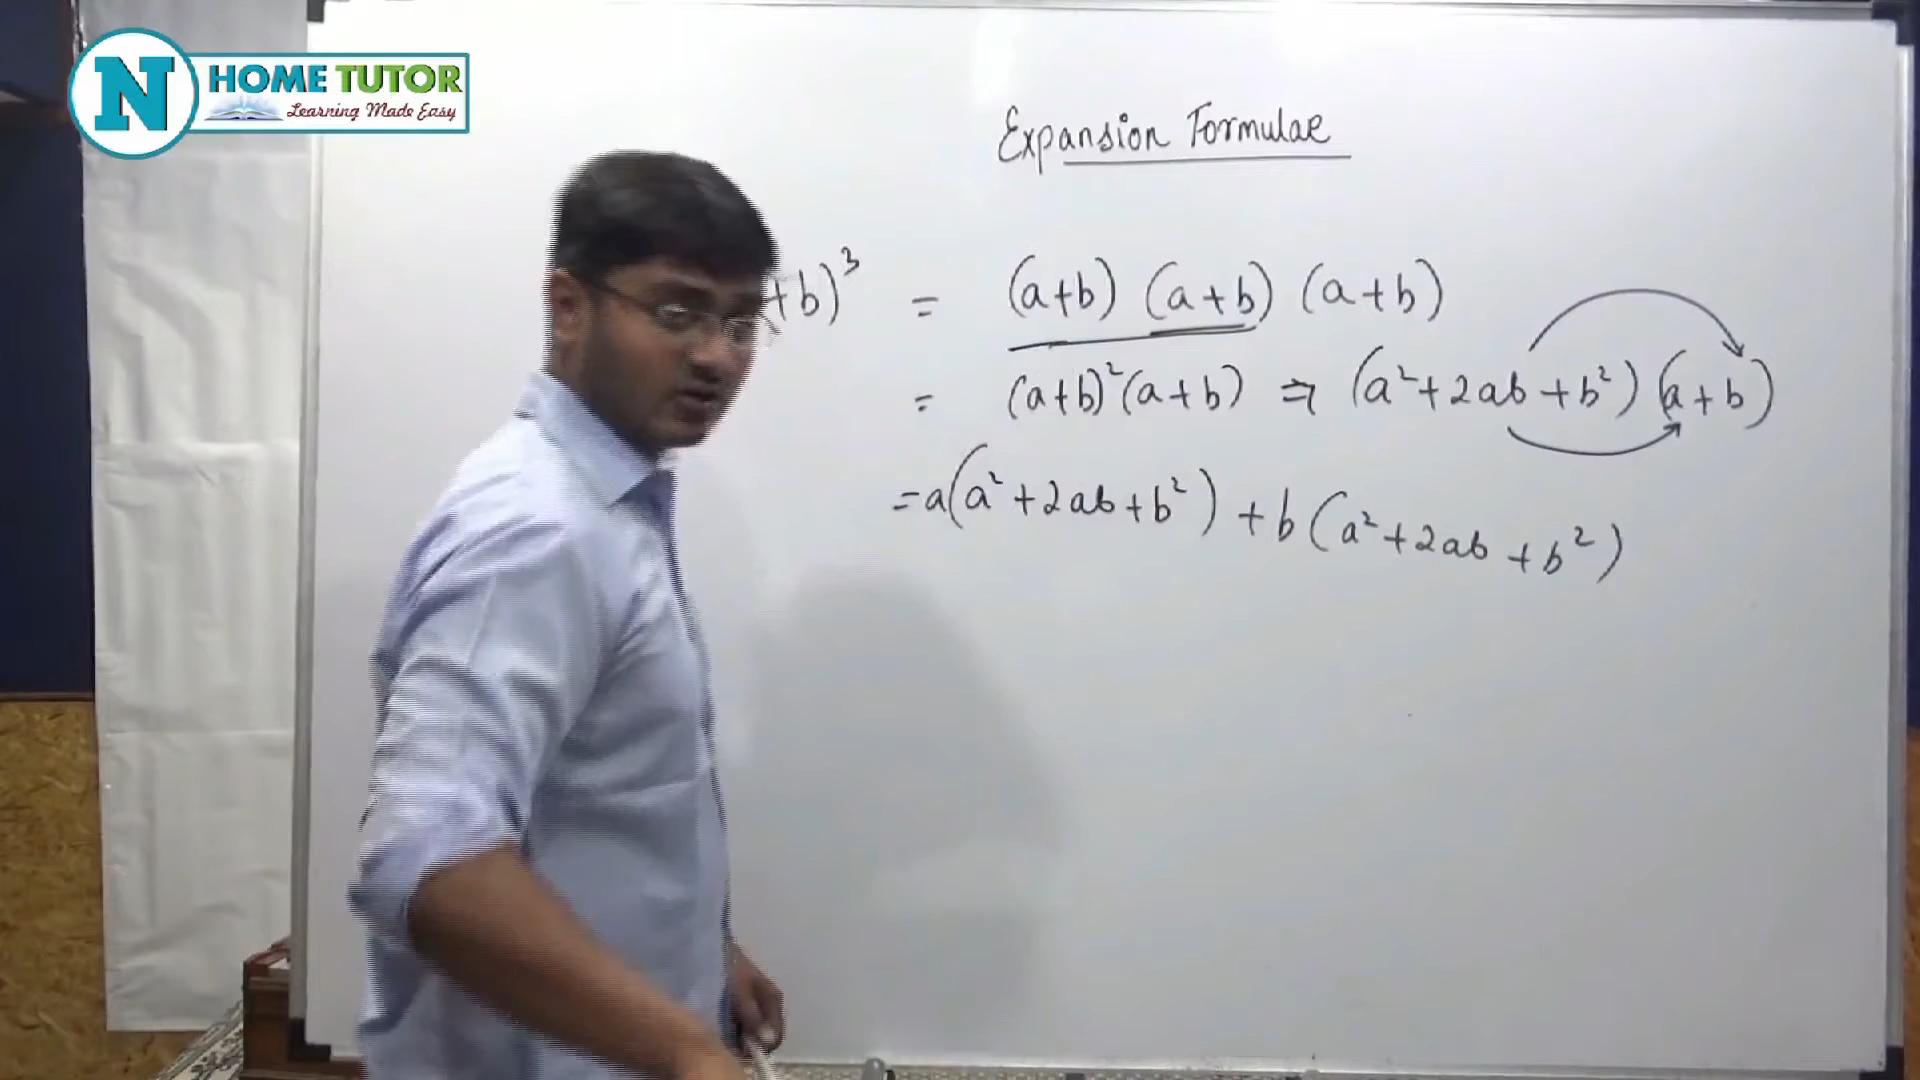 N HOME TUTOR
Learning Made Easy
Expansion Formulae
+b)³ = (a+b) (a+b) (a+b)
= (a+b)²(a+b) ⇒ (a²+2ab+b²)(a+b)
=a(a²+2ab+b²)+b(a²+2ab+b²)